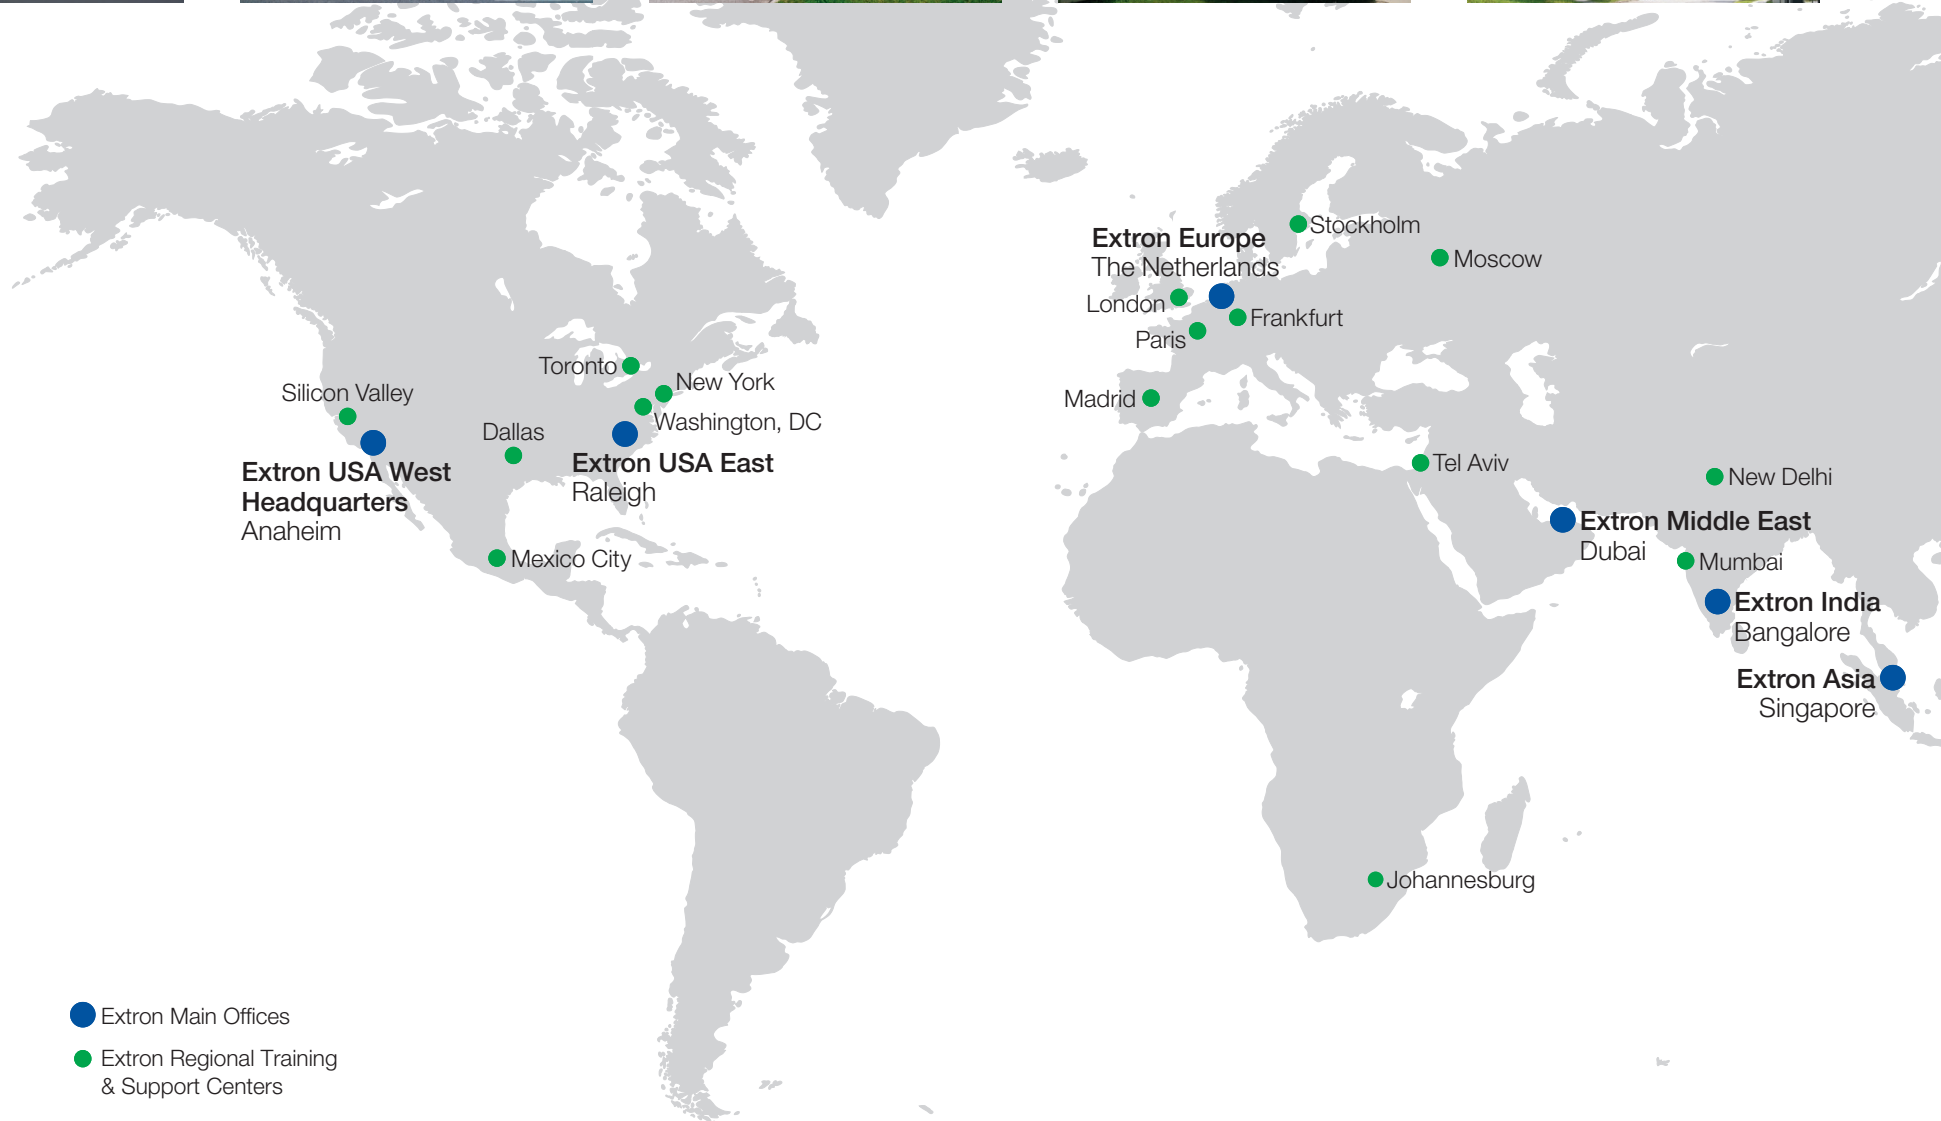 Stockholm
Extron Europe
The Netherlands
Moscow
London
Frankfurt
Paris
Toronto
New York
Silicon Valley
Madrid
Washington, DC
Dallas
Extron USA West
Headquarters
Anaheim
Extron USA East
Raleigh
Tel Aviv
New Delhi
Extron Middle East
Dubai
Mexico City
Mumbai
Extron India
Bangalore
Extron Asia
Singapore
Johannesburg
Extron Main Offices
Extron Regional Training
& Support Centers